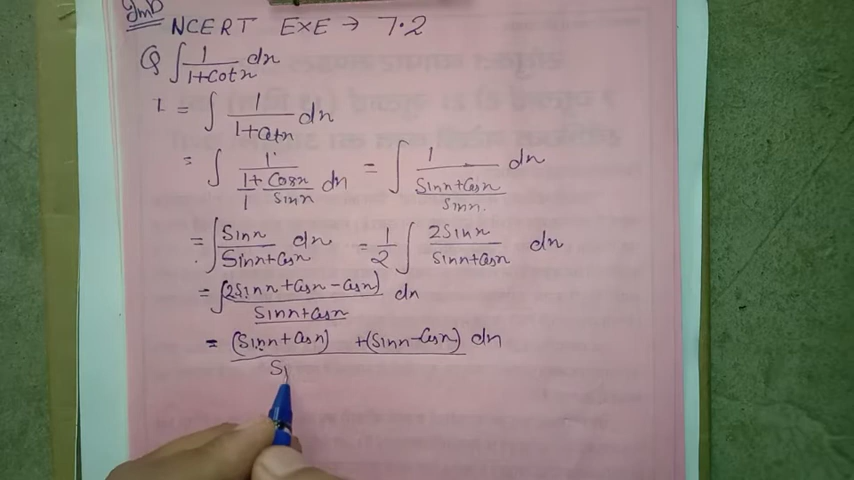 JMD
NCERT EXE → 7.2
Q ∫ 1/(1+cotx) dx
I = ∫ 1/(1+cotx) dx
= ∫ 1/(1/1 + cosx/sinx) dx = ∫ 1/((sinx+cosx)/sinx) dx
= ∫ sinx/(sinx+cosx) dx = 1/2 ∫ 2sinx/(sinx+cosx) dx
= ∫ (2sinx+cosx-cosx)/(sinx+cosx) dx
= (sinx+cosx) +(sinx-cosx) dx
Si